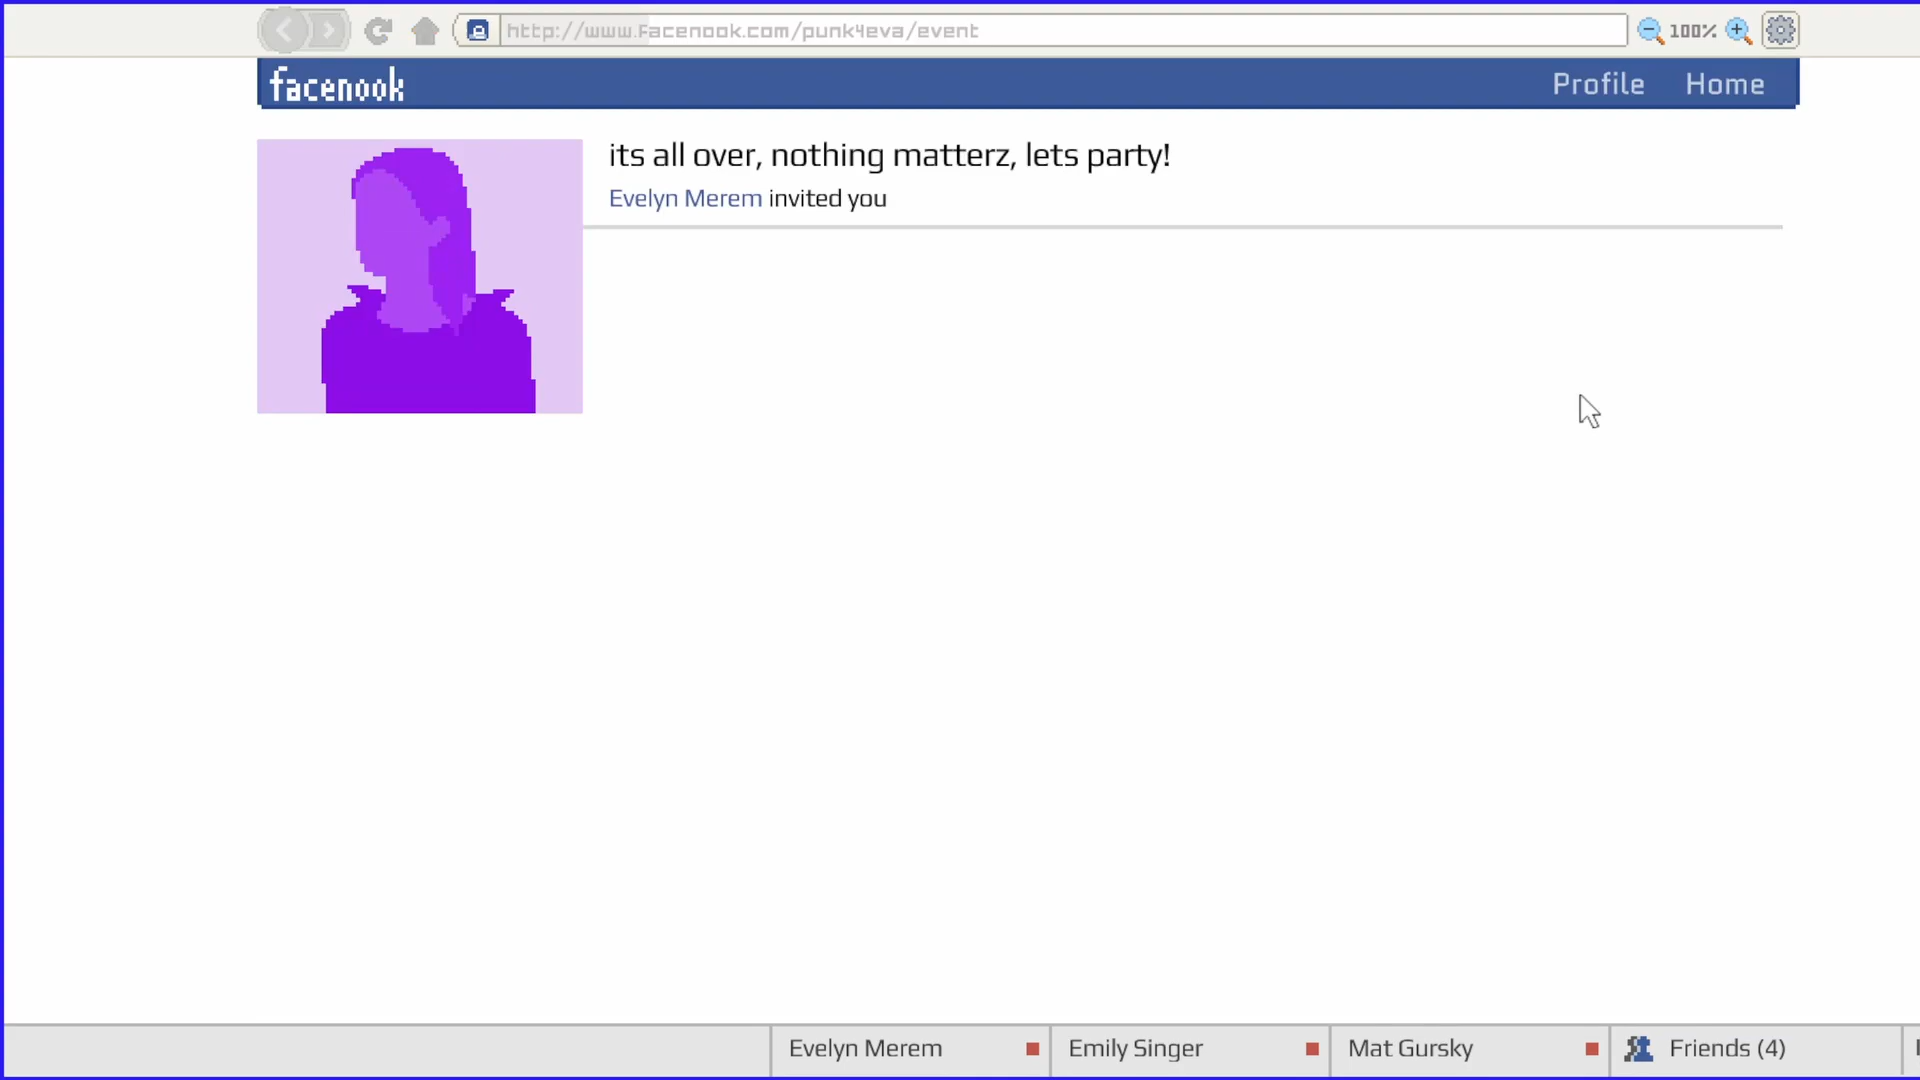 http://www.facenook.com/punk4eva/event
100%
facenook
Profile
Home
its all over, nothing matterz, lets party!
Evelyn Merem invited you
Evelyn Merem
Emily Singer
Mat Gursky
Friends (4)